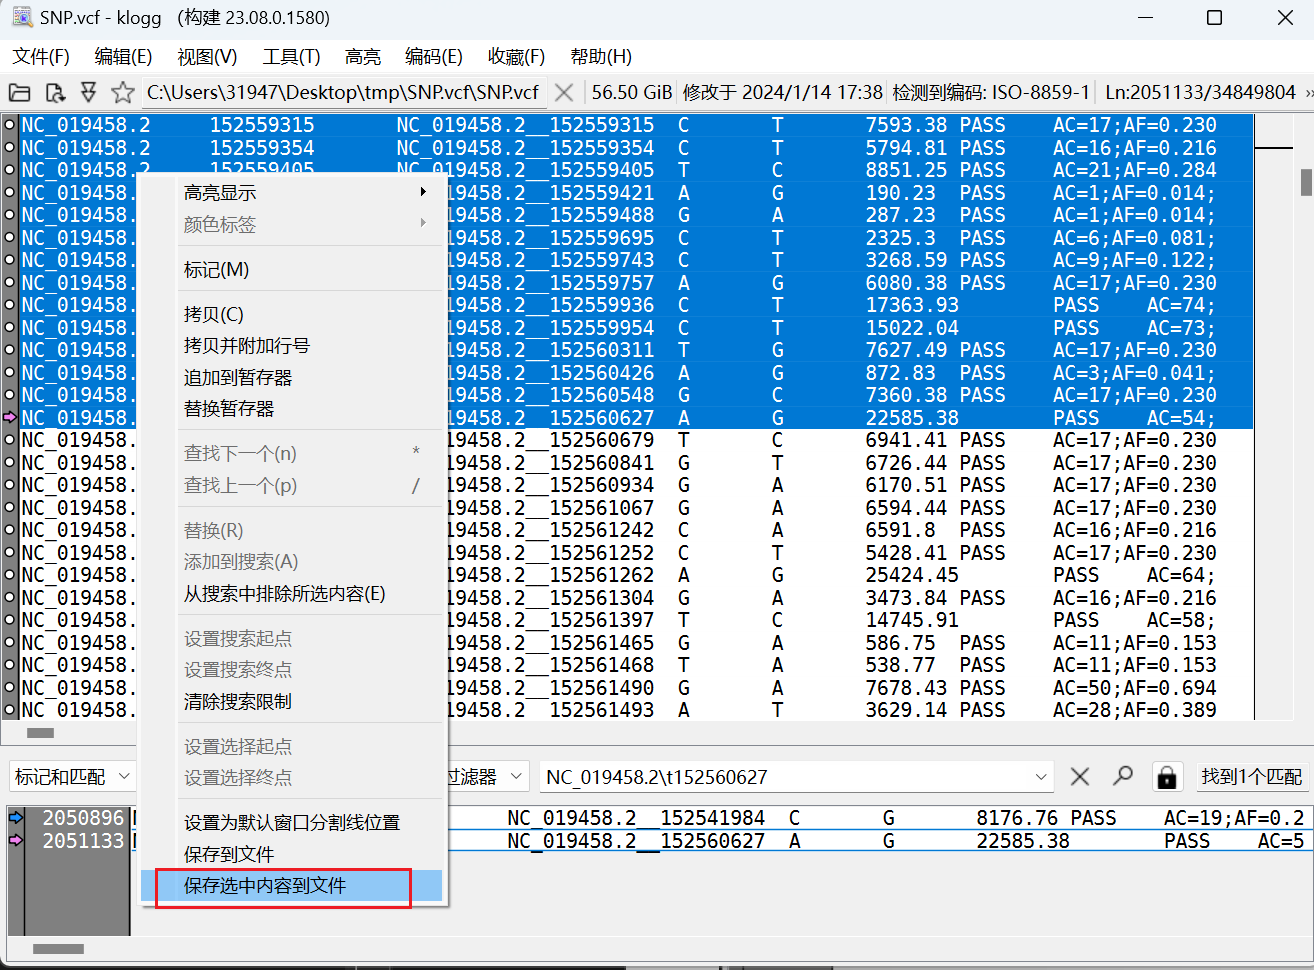 SNP.vcf - klogg （构建 23.08.0.1580)
文件(F) 编辑(E) 视图(V) 工具(T) 高亮 编码(E) 收藏(F) 帮助(H)
C:\Users\31947\Desktop\tmp\SNP.vcf\SNP.vcf 56.50 GiB 修改于 2024/1/14 17:38 检测到编码: ISO-8859-1 Ln:2051133/34849804 »
NC_019458.2 152559315 NC_019458.2__152559315 C T 7593.38 PASS AC=17;AF=0.230
NC_019458.2 152559354 NC_019458.2__152559354 C T 5794.81 PASS AC=16;AF=0.216
NC_019458.2 152559405 NC_019458.2__152559405 T C 8851.25 PASS AC=21;AF=0.284
NC_019458. 19458.2__152559421 A G 190.23 PASS AC=1;AF=0.014;
NC_019458. 19458.2__152559488 G A 287.23 PASS AC=1;AF=0.014;
NC_019458. 19458.2__152559695 C T 2325.3 PASS AC=6;AF=0.081;
NC_019458. 19458.2__152559743 C T 3268.59 PASS AC=9;AF=0.122;
NC_019458. 19458.2__152559757 A G 6080.38 PASS AC=17;AF=0.230
NC_019458. 19458.2__152559936 C T 17363.93 PASS AC=74;
NC_019458. 19458.2__152559954 C T 15022.04 PASS AC=73;
NC_019458. 19458.2__152560311 T G 7627.49 PASS AC=17;AF=0.230
NC_019458. 19458.2__152560426 A G 872.83 PASS AC=3;AF=0.041;
NC_019458. 19458.2__152560548 G C 7360.38 PASS AC=17;AF=0.230
NC_019458. 19458.2__152560627 A G 22585.38 PASS AC=54;
NC_019458. 19458.2__152560679 T C 6941.41 PASS AC=17;AF=0.230
NC_019458. 19458.2__152560841 G T 6726.44 PASS AC=17;AF=0.230
NC_019458. 19458.2__152560934 G A 6170.51 PASS AC=17;AF=0.230
NC_019458. 19458.2__152561067 G A 6594.44 PASS AC=17;AF=0.230
NC_019458. 19458.2__152561242 C A 6591.8 PASS AC=16;AF=0.216
NC_019458. 19458.2__152561252 C T 5428.41 PASS AC=17;AF=0.230
NC_019458. 19458.2__152561262 A G 25424.45 PASS AC=64;
NC_019458. 19458.2__152561304 G A 3473.84 PASS AC=16;AF=0.216
NC_019458. 19458.2__152561397 T C 14745.91 PASS AC=58;
NC_019458. 19458.2__152561465 G A 586.75 PASS AC=11;AF=0.153
NC_019458. 19458.2__152561468 T A 538.77 PASS AC=11;AF=0.153
NC_019458. 19458.2__152561490 G A 7678.43 PASS AC=50;AF=0.694
NC_019458. 19458.2__152561493 A T 3629.14 PASS AC=28;AF=0.389
高亮显示
颜色标签
标记(M)
拷贝(C)
拷贝并附加行号
追加到暂存器
替换暂存器
查找下一个(n) *
查找上一个(p) /
替换(R)
添加到搜索(A)
从搜索中排除所选内容(E)
设置搜索起点
设置搜索终点
清除搜索限制
设置选择起点
设置选择终点
设置为默认窗口分割线位置
保存到文件
保存选中内容到文件
标记和匹配 过滤器 NC_019458.2\t152560627 找到1个匹配
2050896 NC_019458.2__152541984 C G 8176.76 PASS AC=19;AF=0.2
2051133 NC_019458.2__152560627 A G 22585.38 PASS AC=5